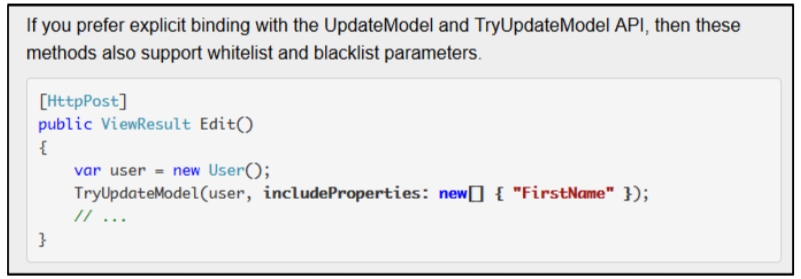 If you prefer explicit binding with the UpdateModel and TryUpdateModel API, then these
methods also support whitelist and blacklist parameters.
[HttpPost]
public ViewResult Edit()
{
    var user = new User();
    TryUpdateModel(user, includeProperties: new[] { "FirstName" });
    // ...
}